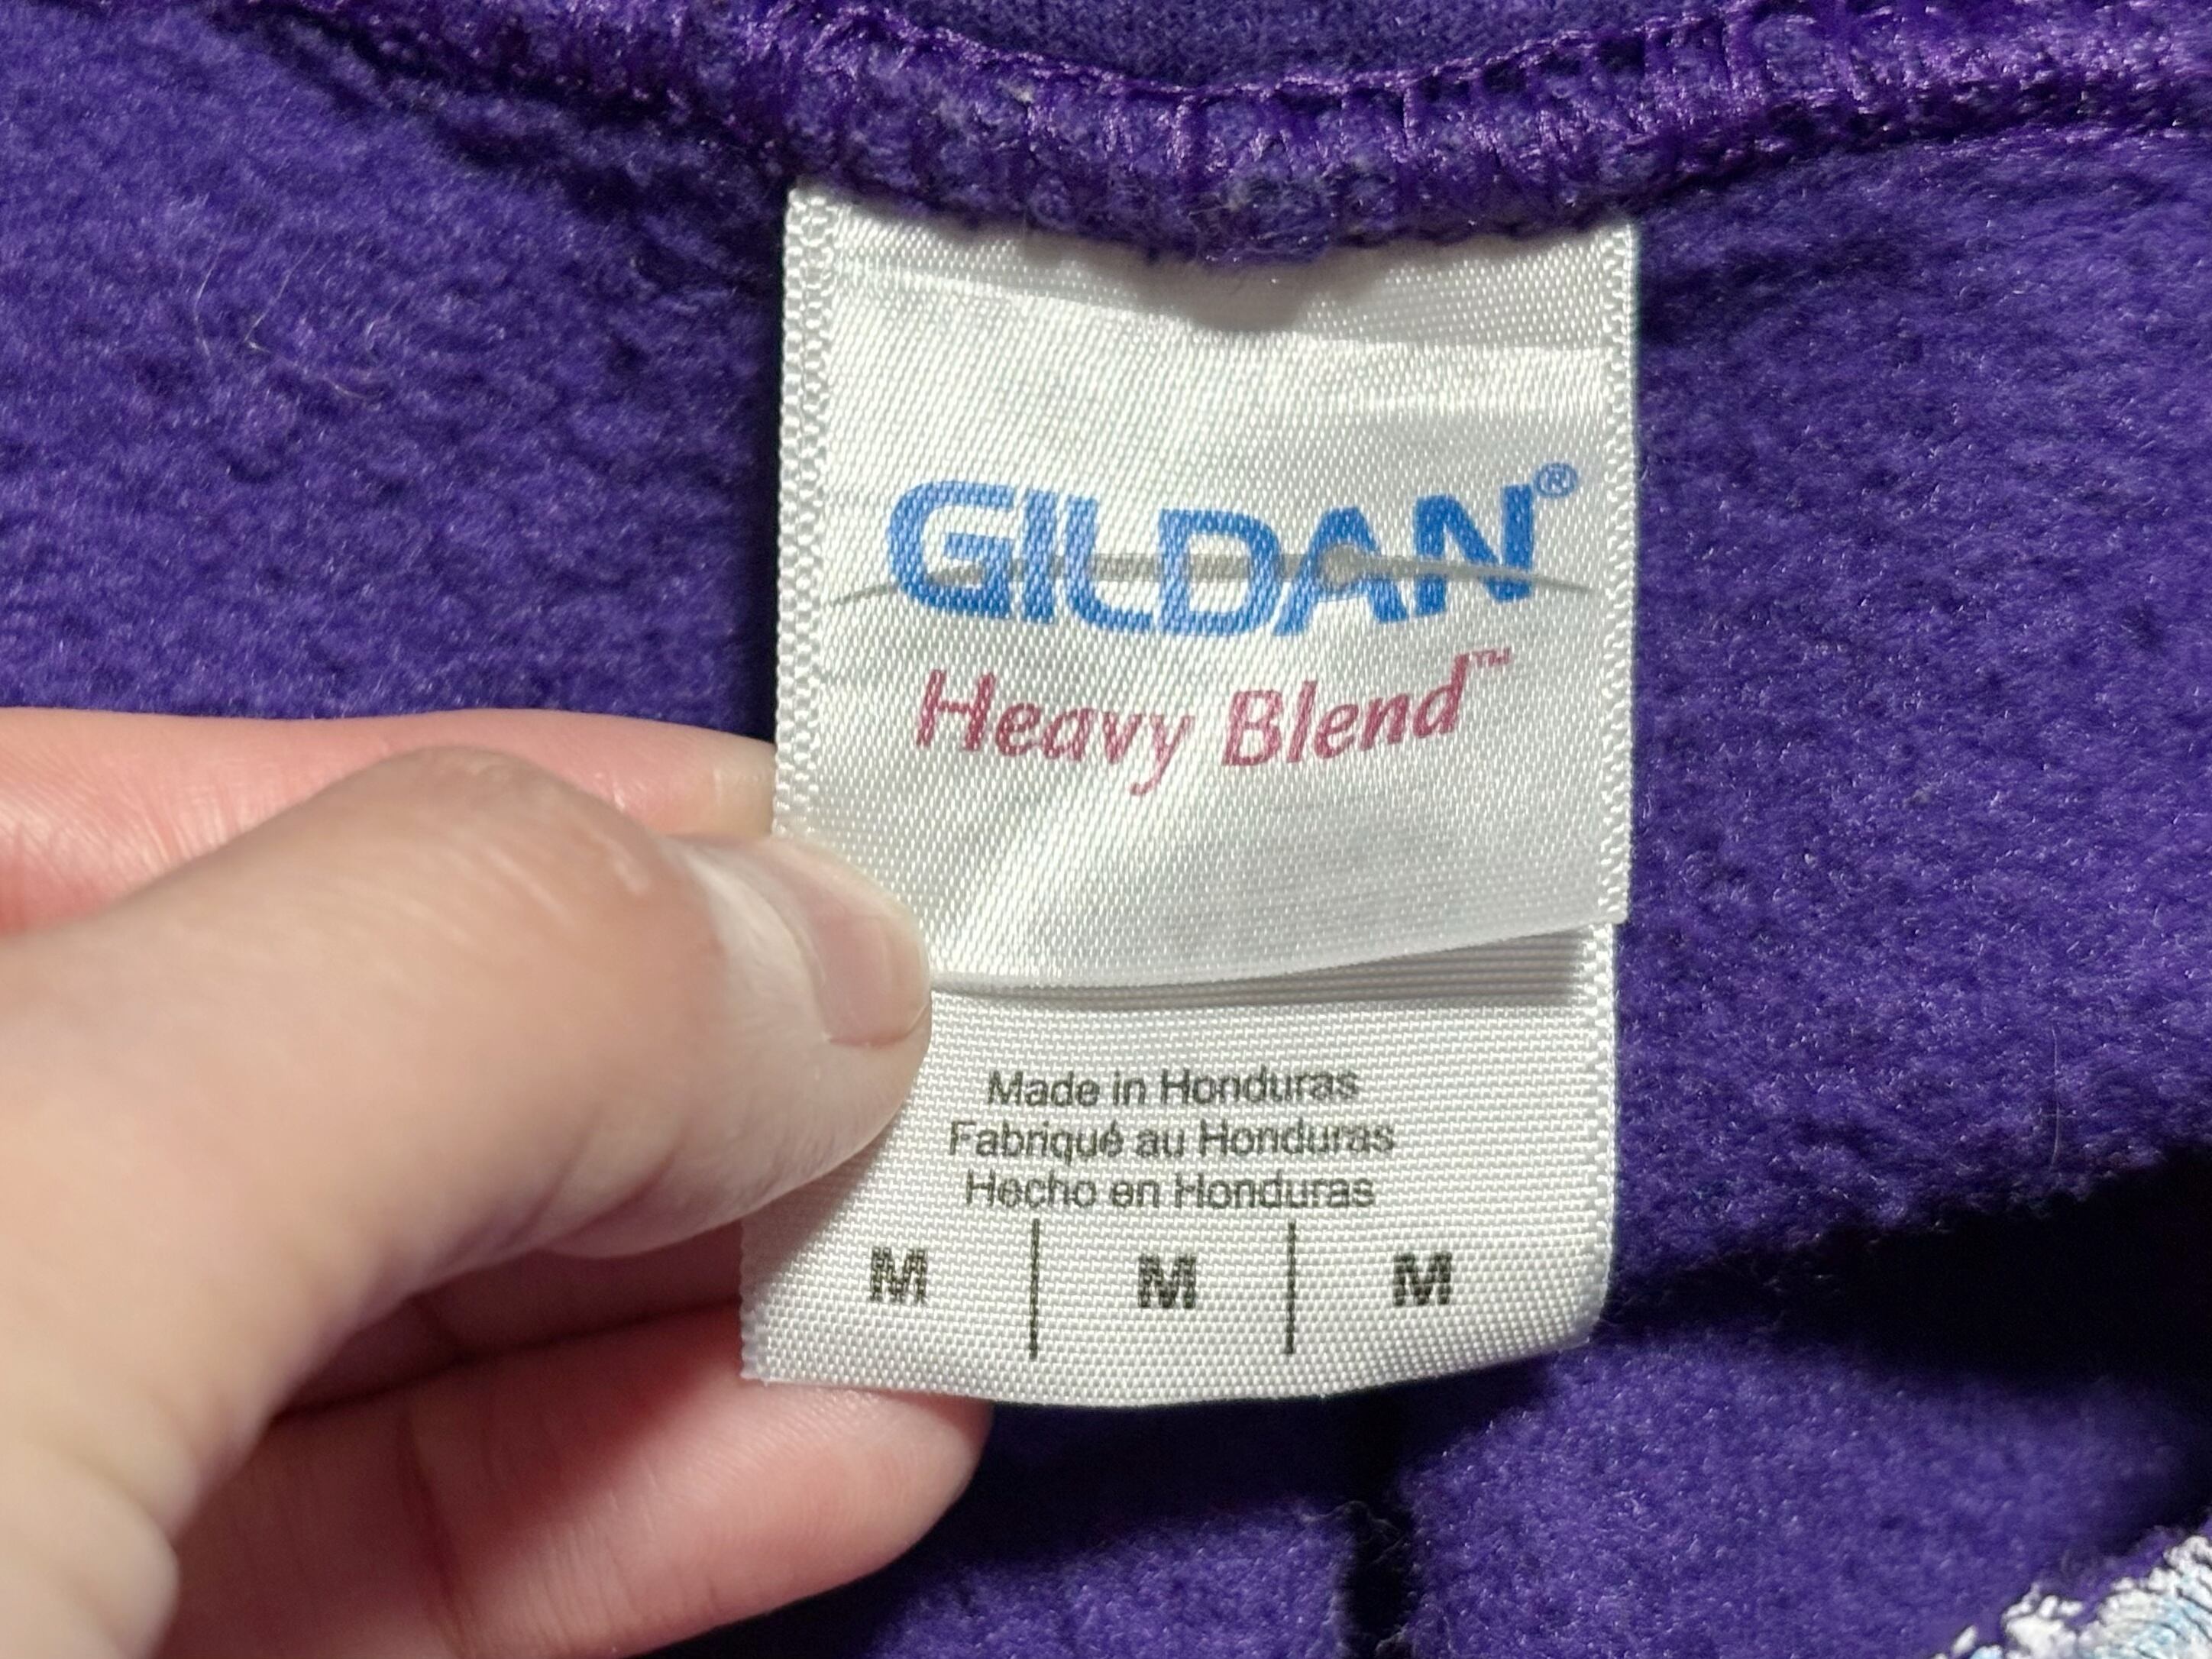 GILDAN®
Heavy Blend™
Made in Honduras
Fabriqué au Honduras
Hecho en Honduras
M | M | M